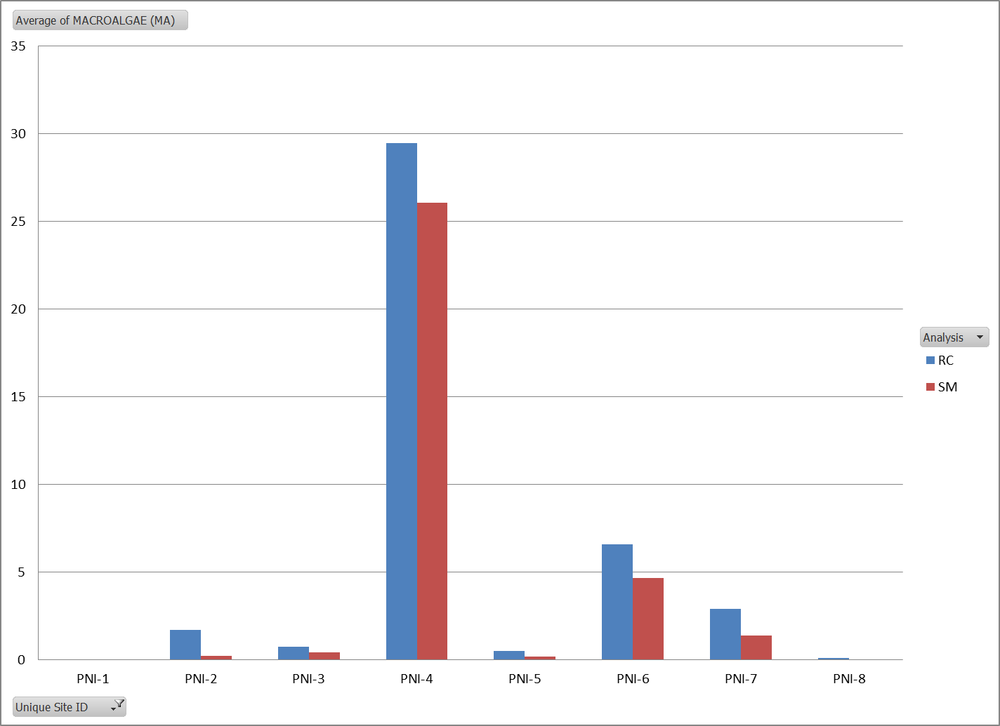 Average of MACROALGAE (MA)
35
30
25
20
15
10
5
0
PNI-1 PNI-2 PNI-3 PNI-4 PNI-5 PNI-6 PNI-7 PNI-8
Analysis
RC
SM
Unique Site ID